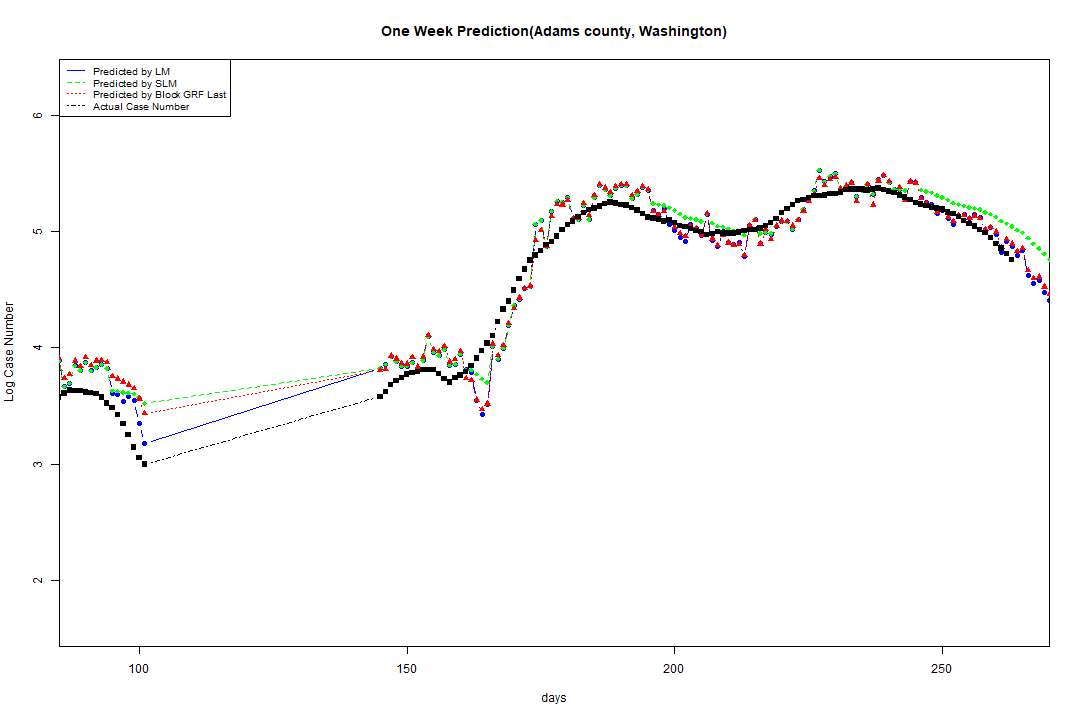 One Week Prediction(Adams county, Washington)
Predicted by LM
Predicted by SLM
Predicted by Block GRF Last
Actual Case Number
6
5
4
3
2
Log Case Number
100 150 200 250
days